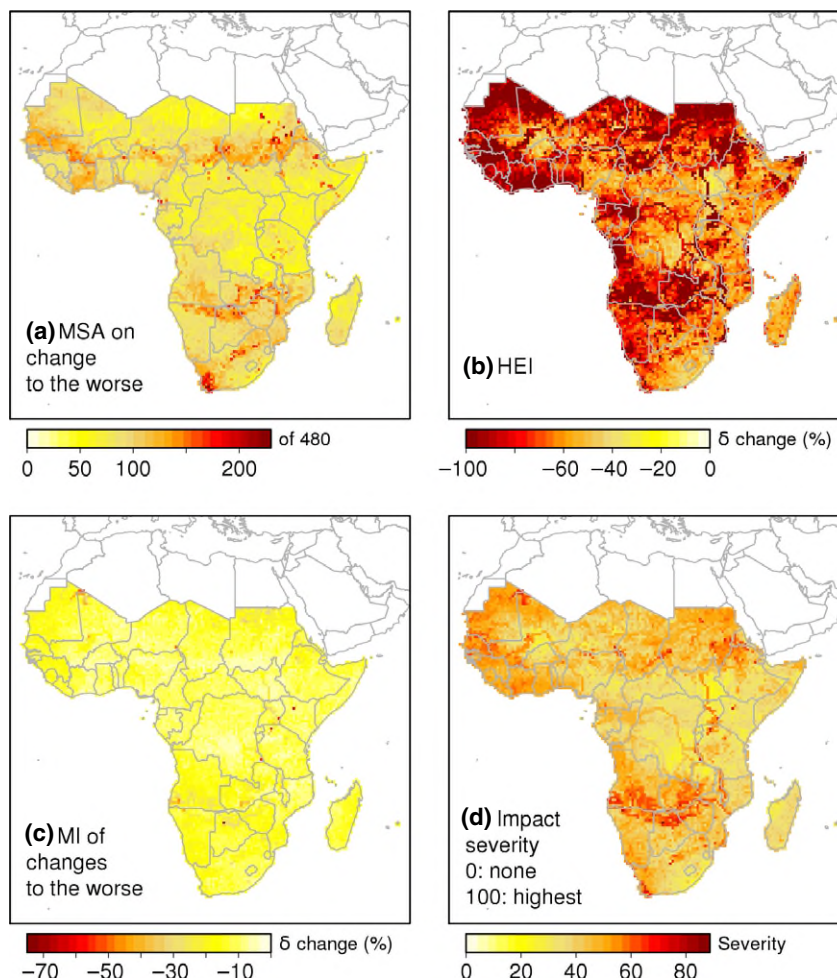 (a) MSA on
change
to the worse
of 480
0 50 100 200
(b) HEI
δ change (%)
−100 −60 −40 −20 0
(c) MI of
changes
to the worse
δ change (%)
−70 −50 −30 −10
(d) Impact
severity
0: none
100: highest
Severity
0 20 40 60 80